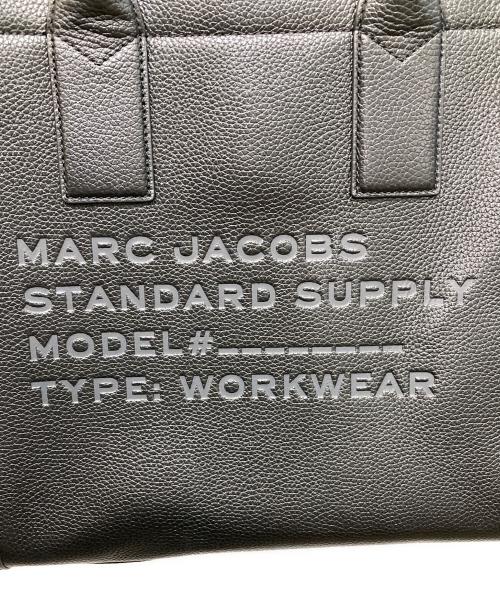 MARC JACOBS
STANDARD SUPPLY
MODEL#_________
TYPE: WORKWEAR